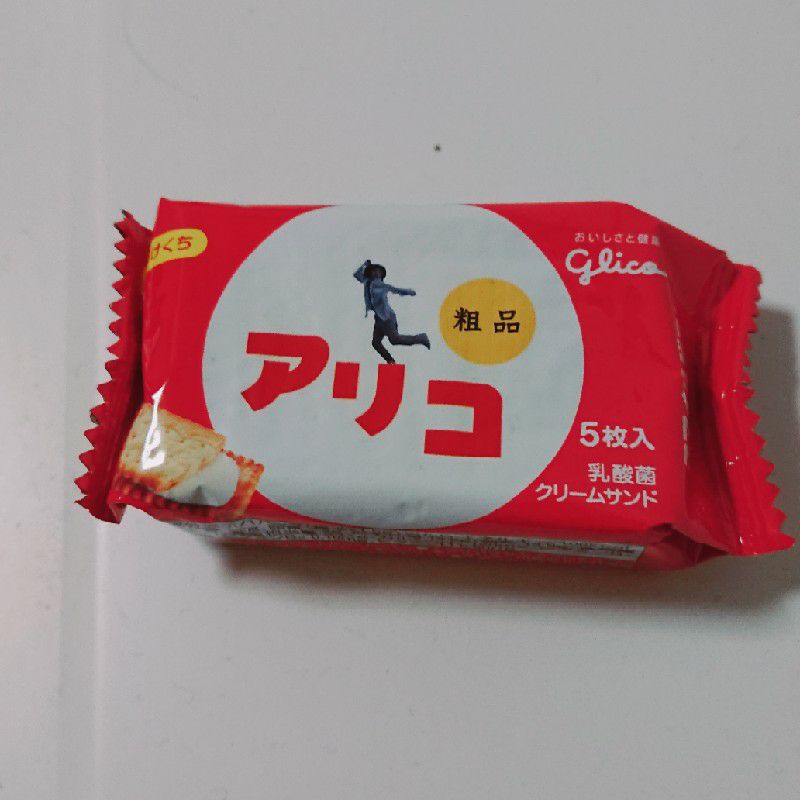 けくち
おいしさと健康
glico
粗品
アリコ
5枚入
乳酸菌
クリームサンド